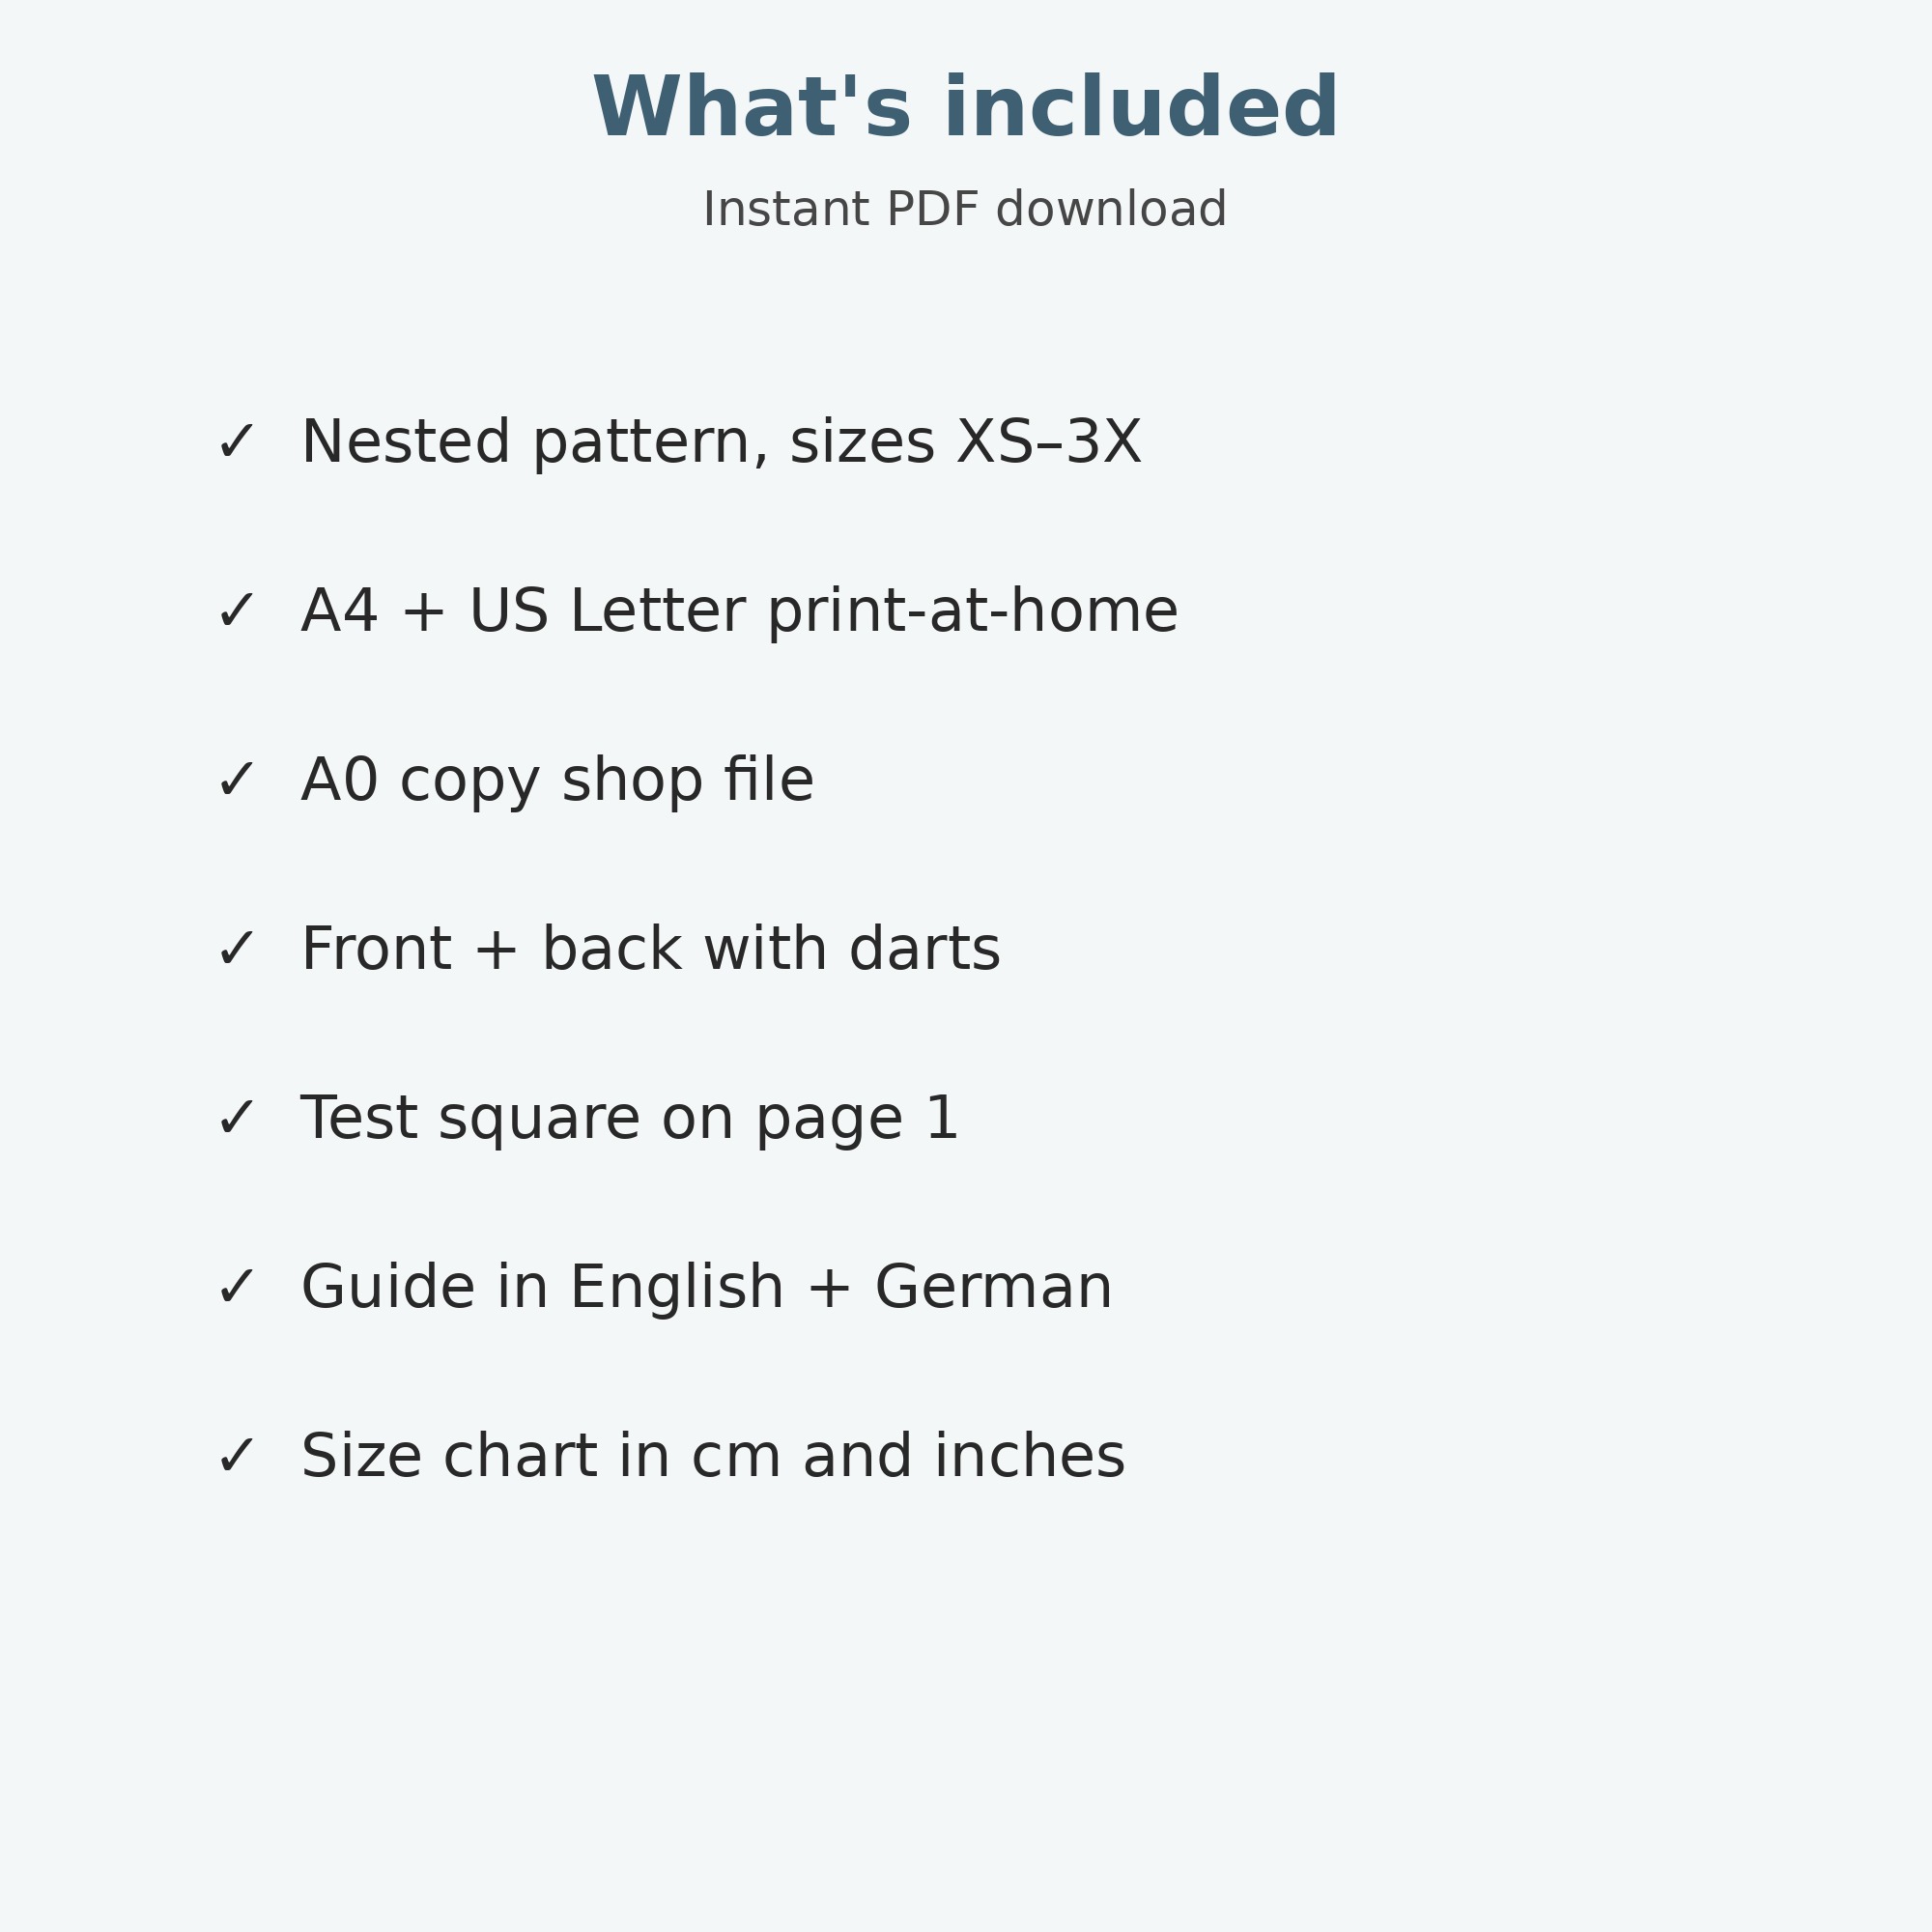 What's included
Instant PDF download
✓ Nested pattern, sizes XS–3X
✓ A4 + US Letter print-at-home
✓ A0 copy shop file
✓ Front + back with darts
✓ Test square on page 1
✓ Guide in English + German
✓ Size chart in cm and inches